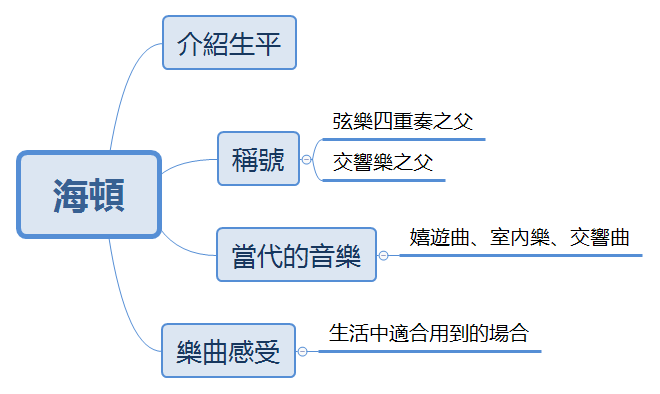 海頓
介紹生平
稱號
弦樂四重奏之父
交響樂之父
當代的音樂
嬉遊曲、室內樂、交響曲
樂曲感受
生活中適合用到的場合